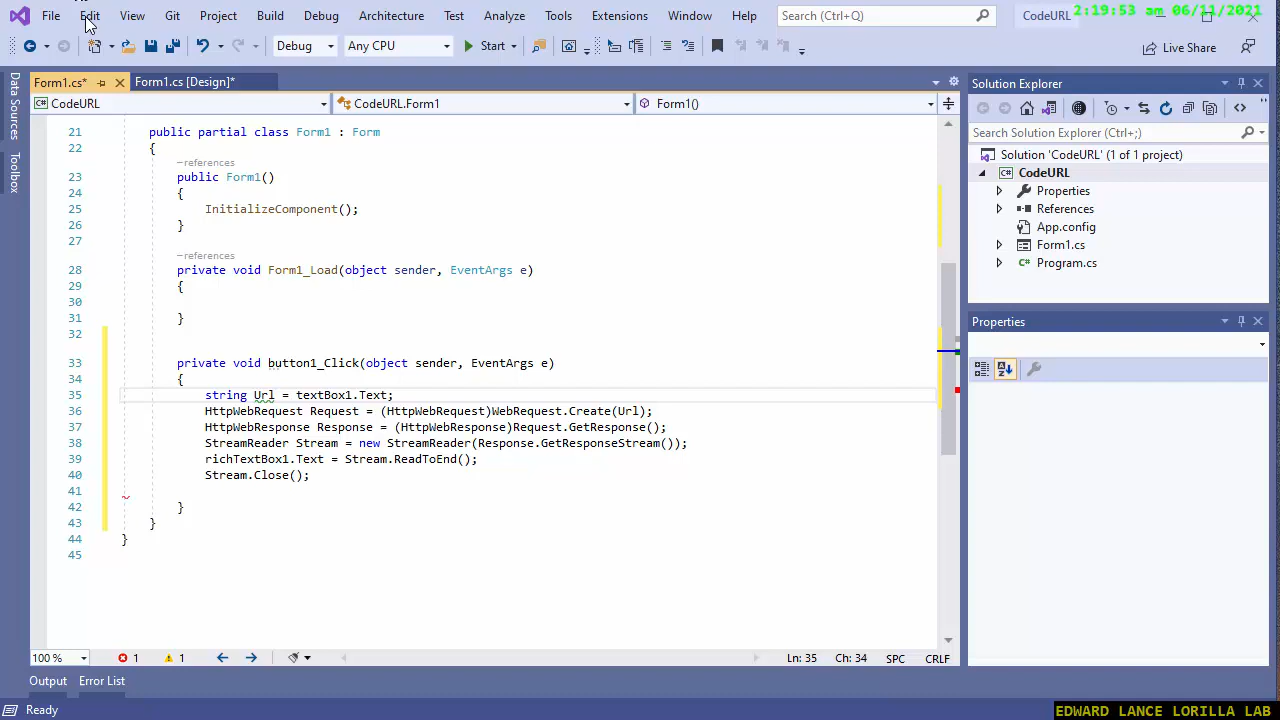 File Edit View Git Project Build Debug Architecture Test Analyze Tools Extensions Window Help Search (Ctrl+Q) CodeURL 2:19:53 am 06/11/2021
Debug Any CPU Start Live Share
Data Sources
Toolbox
Form1.cs* Form1.cs [Design]*
CodeURL CodeURL.Form1 Form1()
21 public partial class Form1 : Form
22 {
−references
23 public Form1()
24 {
25 InitializeComponent();
26 }
27
−references
28 private void Form1_Load(object sender, EventArgs e)
29 {
30
31 }
32
33 private void button1_Click(object sender, EventArgs e)
34 {
35 string Url = textBox1.Text;
36 HttpWebRequest Request = (HttpWebRequest)WebRequest.Create(Url);
37 HttpWebResponse Response = (HttpWebResponse)Request.GetResponse();
38 StreamReader Stream = new StreamReader(Response.GetResponseStream());
39 richTextBox1.Text = Stream.ReadToEnd();
40 Stream.Close();
41
42 }
43 }
44 }
45
100 % 1 1 Ln: 35 Ch: 34 SPC CRLF
Output Error List
Ready
Solution Explorer
Search Solution Explorer (Ctrl+;)
Solution 'CodeURL' (1 of 1 project)
CodeURL
Properties
References
App.config
Form1.cs
Program.cs
Properties
EDWARD LANCE LORILLA LAB